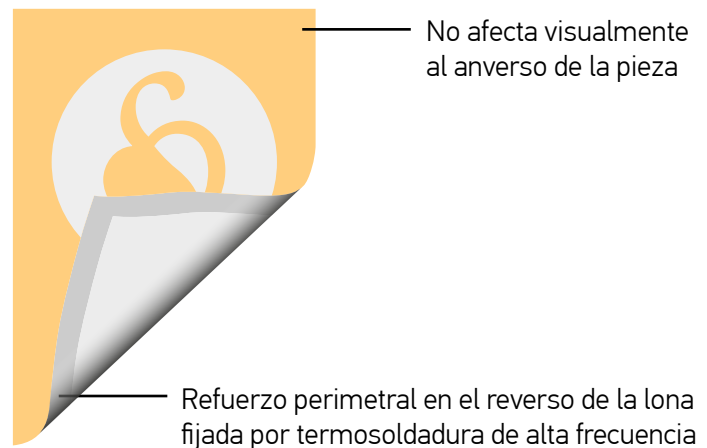 No afecta visualmente
al anverso de la pieza
Refuerzo perimetral en el reverso de la lona
fijada por termosoldadura de alta frecuencia